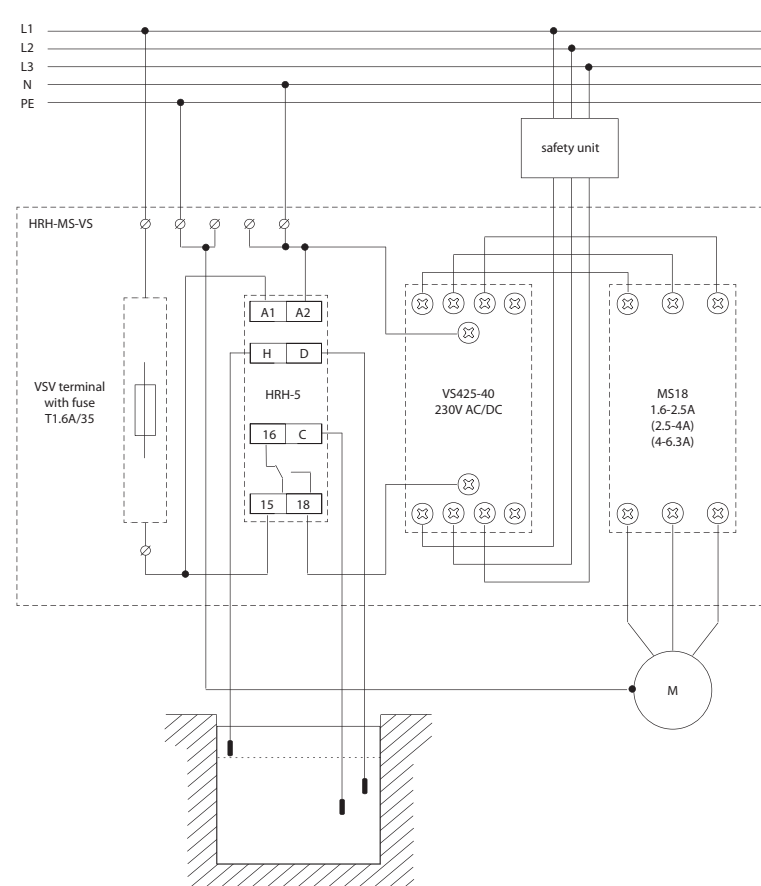 L1
L2
L3
N
PE
safety unit
HRH-MS-VS
A1 A2
H D
VSV terminal
with fuse
T1.6A/35
HRH-5
VS425-40
230V AC/DC
MS18
1.6-2.5A
(2.5-4A)
(4-6.3A)
16 C
15 18
M